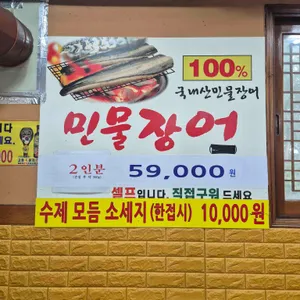 100%
국내산민물장어
민물장어
2인분
59,000원
셀프입니다. 직접구워드세요
수제 모듬 소세지(한접시) 10,000원